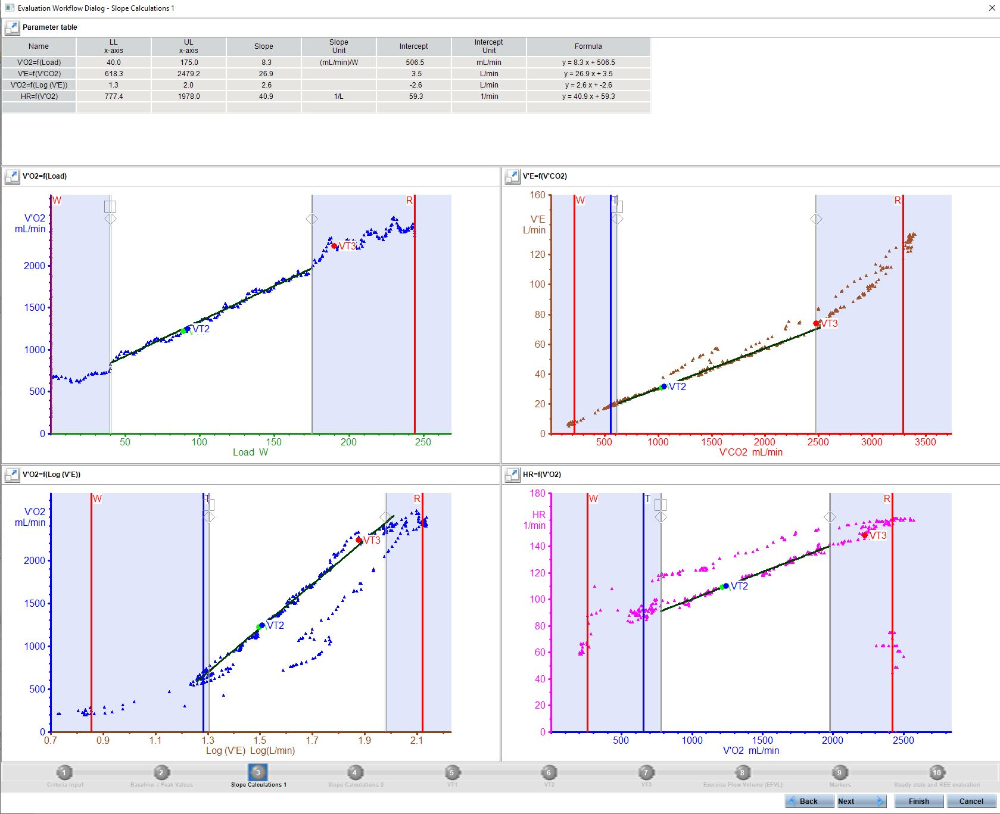 Evaluation Workflow Dialog - Slope Calculations 1
Parameter table
Name LL x-axis UL x-axis Slope Slope Unit Intercept Intercept Unit Formula
V'O2=f(Load) 40.0 175.0 8.3 (mL/min)/W 506.5 mL/min y = 8.3 x + 506.5
V'E=f(V'CO2) 618.3 2479.2 26.9 3.5 L/min y = 26.9 x + 3.5
V'O2=f(Log (V'E)) 1.3 2.0 2.6 -2.6 L/min y = 2.6 x + -2.6
HR=f(V'O2) 777.4 1978.0 40.9 1/L 59.3 1/min y = 40.9 x + 59.3
V'O2=f(Load)
W
R
V'O2
mL/min
VT3
2000
1500
VT2
1000
500
0
50 100 150 200 250
Load W
V'E=f(V'CO2)
160
W
T
R
V'E
L/min
120
100
80
VT3
60
40
VT2
20
0
500 1000 1500 2000 2500 3000 3500
V'CO2 mL/min
V'O2=f(Log (V'E))
W
T
R
V'O2
mL/min
VT3
2000
1500
VT2
1000
500
0
0.7 0.9 1.1 1.3 1.5 1.7 1.9 2.1
Log (V'E) Log(L/min)
HR=f(V'O2)
180
W
T
R
HR
1/min
VT3
140
120
VT2
100
80
60
40
20
0
500 1000 1500 2000 2500
V'O2 mL/min
1 2 3 4 5 6 7 8 9 10
Criteria Input Baseline- / Peak Values Slope Calculations 1 Slope Calculations 2 VT1 VT2 VT3 Exercise Flow Volume (EFVL) Markers Steady state and REE evaluation
Back Next Finish Cancel